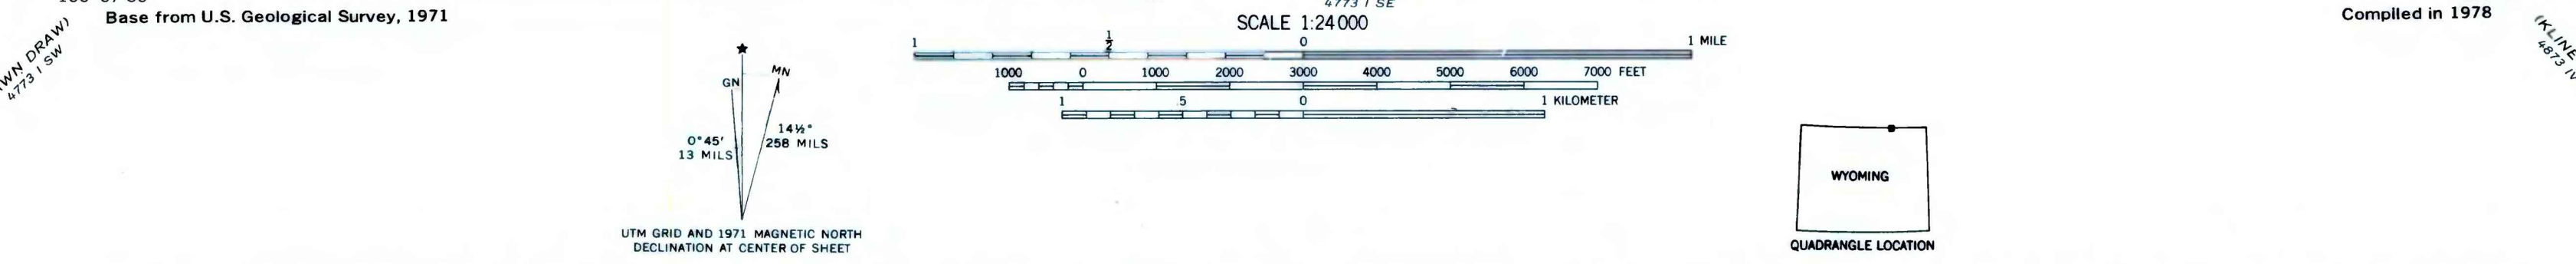 Base from U.S. Geological Survey, 1971
WN DRAW)
4773 I SW
4773 I SE
SCALE 1:24 000
1 ½ 0 1 MILE
1000 0 1000 2000 3000 4000 5000 6000 7000 FEET
1 .5 0 1 KILOMETER
★
GN
MN
0°45′
13 MILS
14½°
258 MILS
UTM GRID AND 1971 MAGNETIC NORTH
DECLINATION AT CENTER OF SHEET
WYOMING
QUADRANGLE LOCATION
Compiled in 1978
(KLINE
4873 IV